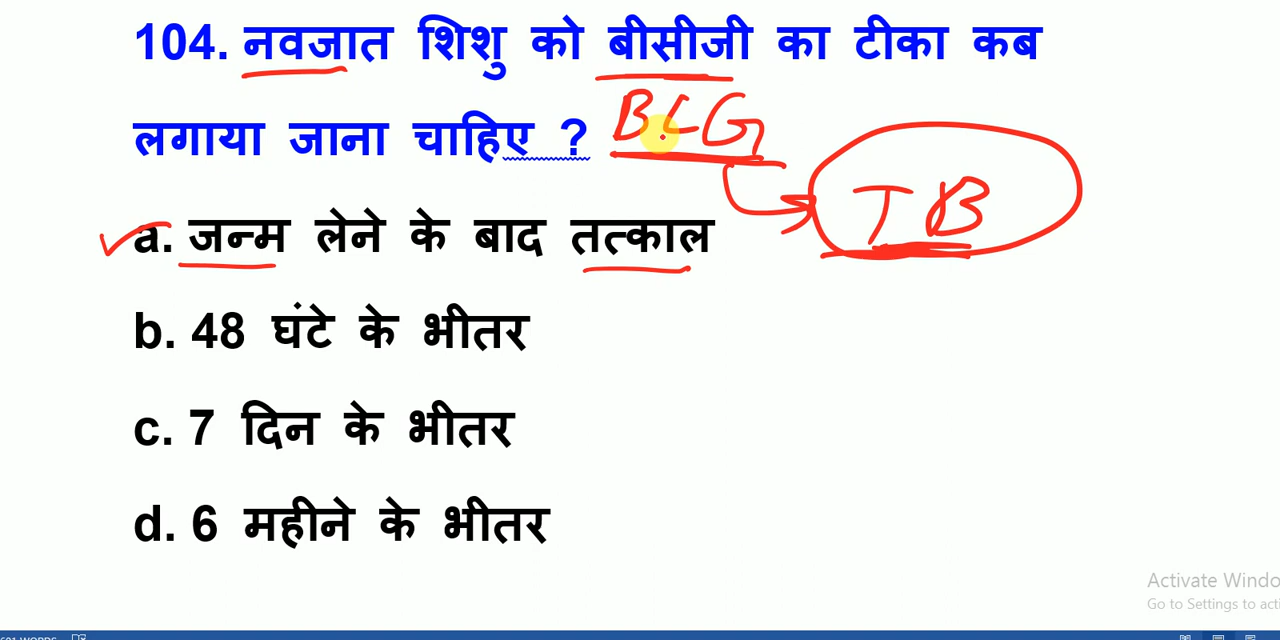 104. नवजात शिशु को बीसीजी का टीका कब
लगाया जाना चाहिए ? BCG
TB
a. जन्म लेने के बाद तत्काल
b. 48 घंटे के भीतर
c. 7 दिन के भीतर
d. 6 महीने के भीतर
Activate Windo
Go to Settings to acti